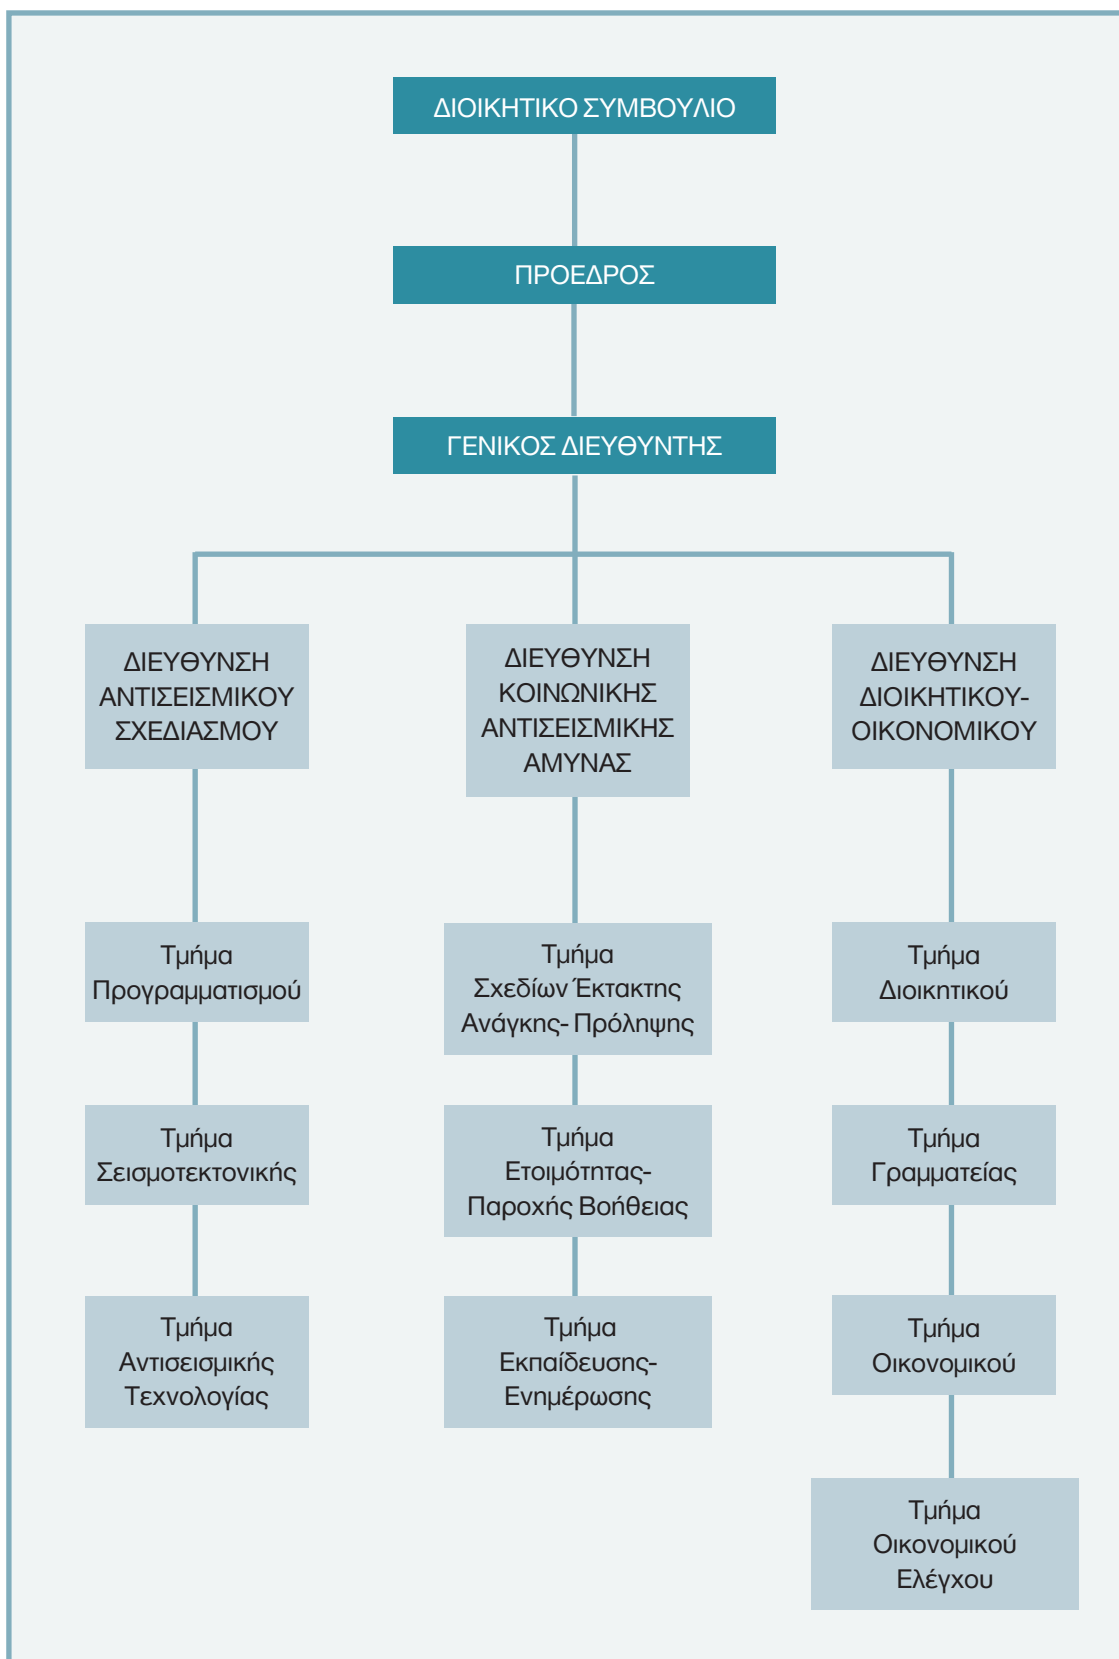 ΔΙΟΙΚΗΤΙΚΟ ΣΥΜΒΟΥΛΙΟ
ΠΡΟΕΔΡΟΣ
ΓΕΝΙΚΟΣ ΔΙΕΥΘΥΝΤΗΣ
ΔΙΕΥΘΥΝΣΗ
ΑΝΤΙΣΕΙΣΜΙΚΟΥ
ΣΧΕΔΙΑΣΜΟΥ
Τμήμα
Προγραμματισμού
Τμήμα
Σεισμοτεκτονικής
Τμήμα
Αντισεισμικής
Τεχνολογίας
ΔΙΕΥΘΥΝΣΗ
ΚΟΙΝΩΝΙΚΗΣ
ΑΝΤΙΣΕΙΣΜΙΚΗΣ
ΑΜΥΝΑΣ
Τμήμα
Σχεδίων Έκτακτης
Ανάγκης- Πρόληψης
Τμήμα
Ετοιμότητας-
Παροχής Βοήθειας
Τμήμα
Εκπαίδευσης-
Ενημέρωσης
ΔΙΕΥΘΥΝΣΗ
ΔΙΟΙΚΗΤΙΚΟΥ-
ΟΙΚΟΝΟΜΙΚΟΥ
Τμήμα
Διοικητικού
Τμήμα
Γραμματείας
Τμήμα
Οικονομικού
Τμήμα
Οικονομικού
Ελέγχου